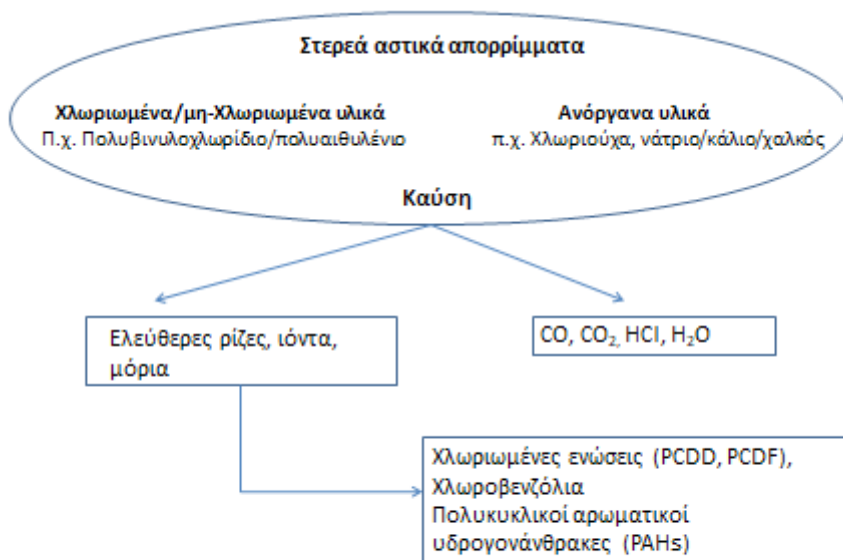 Στερεά αστικά απορρίμματα
Χλωριωμένα/μη-Χλωριωμένα υλικά
Π.χ. Πολυβινυλοχλωρίδιο/πολυαιθυλένιο
Ανόργανα υλικά
π.χ. Χλωριούχα, νάτριο/κάλιο/χαλκός
Καύση
Ελεύθερες ρίζες, ιόντα,
μόρια
CO, CO₂, HCl, H₂O
Χλωριωμένες ενώσεις (PCDD, PCDF),
Χλωροβενζόλια
Πολυκυκλικοί αρωματικοί
υδρογονάνθρακες (PAHs)